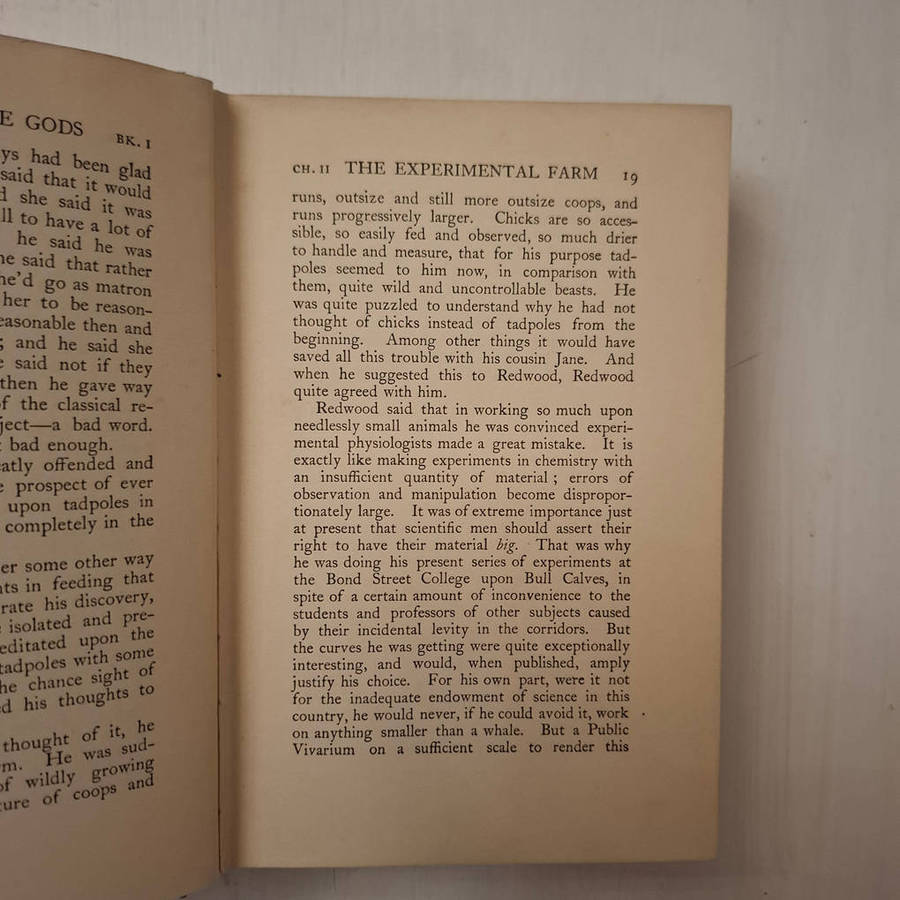 E GODS BK. I
ys had been glad
said that it would
d she said it was
ll to have a lot of
he said he was
he said that rather
he'd go as matron
her to be reason-
easonable then and
; and he said she
e said not if they
then he gave way
of the classical re-
ject—a bad word.
bad enough.
eatly offended and
e prospect of ever
upon tadpoles in
completely in the
er some other way
nts in feeding that
rate his discovery,
isolated and pre-
editated upon the
tadpoles with some
he chance sight of
d his thoughts to
thought of it, he
m. He was sud-
of wildly growing
ture of coops and
CH. II THE EXPERIMENTAL FARM 19
runs, outsize and still more outsize coops, and
runs progressively larger. Chicks are so acces-
sible, so easily fed and observed, so much drier
to handle and measure, that for his purpose tad-
poles seemed to him now, in comparison with
them, quite wild and uncontrollable beasts. He
was quite puzzled to understand why he had not
thought of chicks instead of tadpoles from the
beginning. Among other things it would have
saved all this trouble with his cousin Jane. And
when he suggested this to Redwood, Redwood
quite agreed with him.
Redwood said that in working so much upon
needlessly small animals he was convinced experi-
mental physiologists made a great mistake. It is
exactly like making experiments in chemistry with
an insufficient quantity of material ; errors of
observation and manipulation become dispropor-
tionately large. It was of extreme importance just
at present that scientific men should assert their
right to have their material big. That was why
he was doing his present series of experiments at
the Bond Street College upon Bull Calves, in
spite of a certain amount of inconvenience to the
students and professors of other subjects caused
by their incidental levity in the corridors. But
the curves he was getting were quite exceptionally
interesting, and would, when published, amply
justify his choice. For his own part, were it not
for the inadequate endowment of science in this
country, he would never, if he could avoid it, work
on anything smaller than a whale. But a Public
Vivarium on a sufficient scale to render this